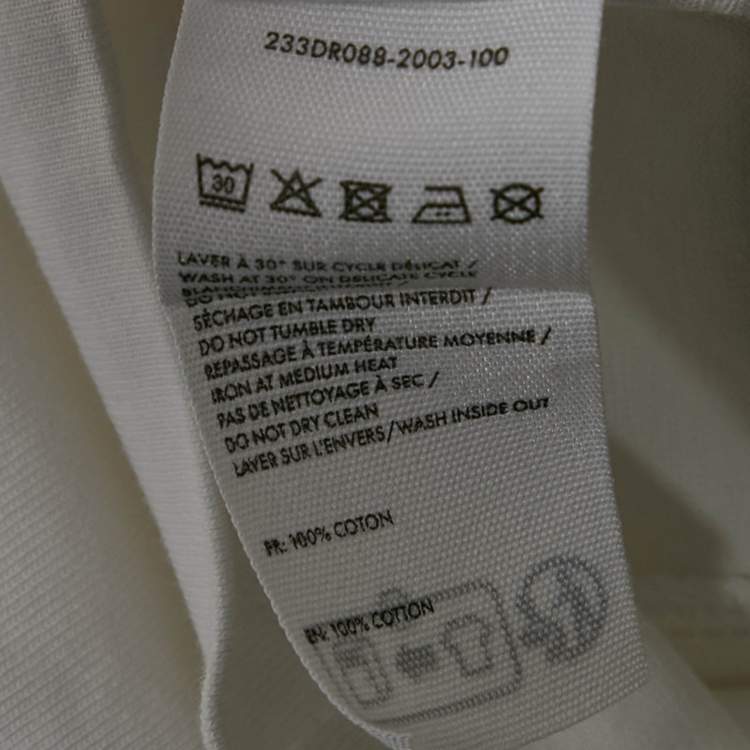 233DR088-2003-100
30
LAVER À 30° SUR CYCLE DÉLICAT /
WASH AT 30° ON DELICATE CYCLE
DO NOT
SÉCHAGE EN TAMBOUR INTERDIT /
DO NOT TUMBLE DRY
REPASSAGE À TEMPÉRATURE MOYENNE /
IRON AT MEDIUM HEAT
PAS DE NETTOYAGE À SEC /
DO NOT DRY CLEAN
LAVER SUR L'ENVERS/WASH INSIDE OUT
FR: 100% COTON
EN: 100% COTTON